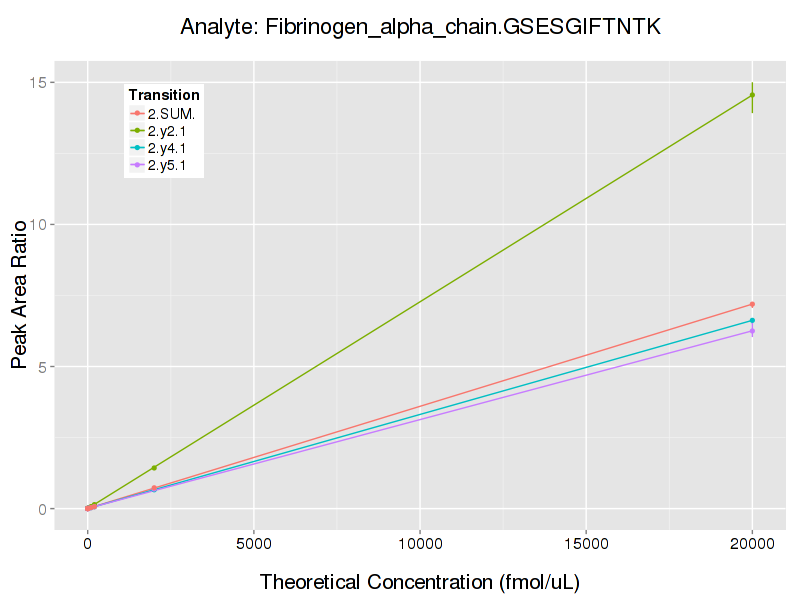 Analyte: Fibrinogen_alpha_chain.GSESGIFTNTK
Transition
2.SUM.
2.y2.1
2.y4.1
2.y5.1
Peak Area Ratio
15
10
5
0
0 5000 10000 15000 20000
Theoretical Concentration (fmol/uL)